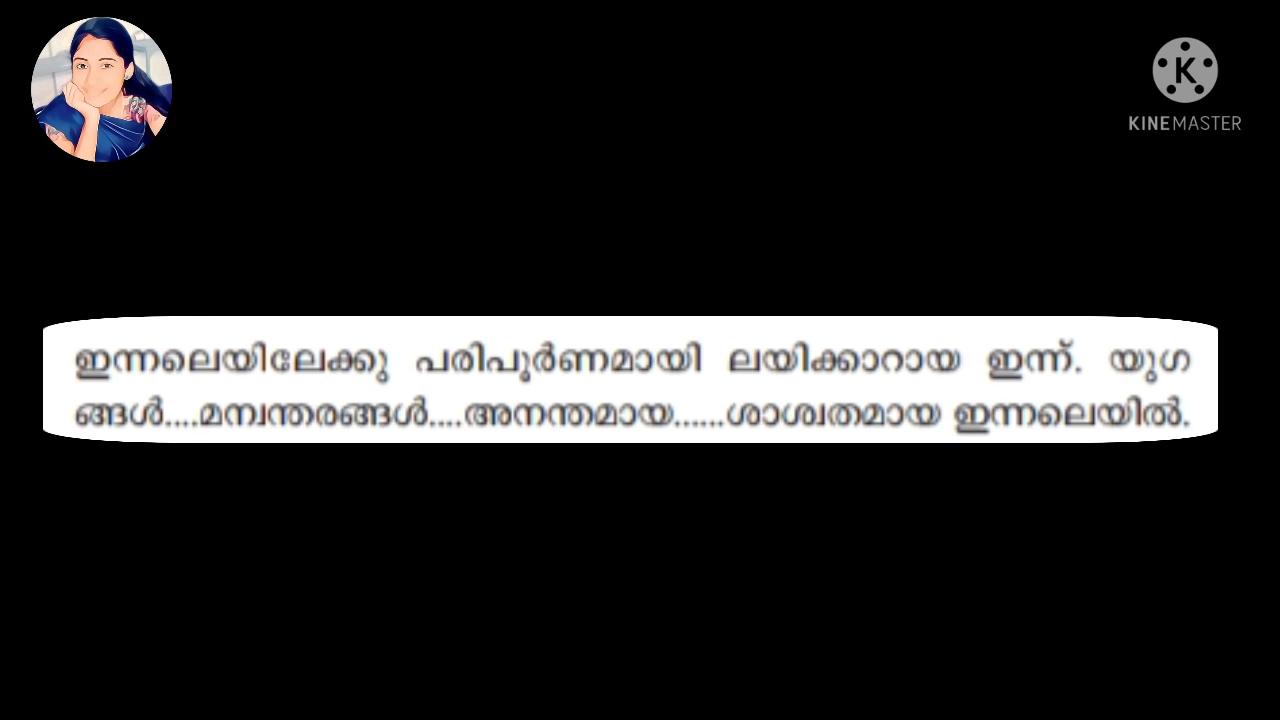 KINEMASTER
ഇന്നലെയിലേക്കു പരിപൂർണമായി ലയിക്കാറായ ഇന്ന്. യുഗ
ങ്ങൾ....മന്വന്തരങ്ങൾ....അനന്തമായ......ശാശ്വതമായ ഇന്നലെയിൽ.